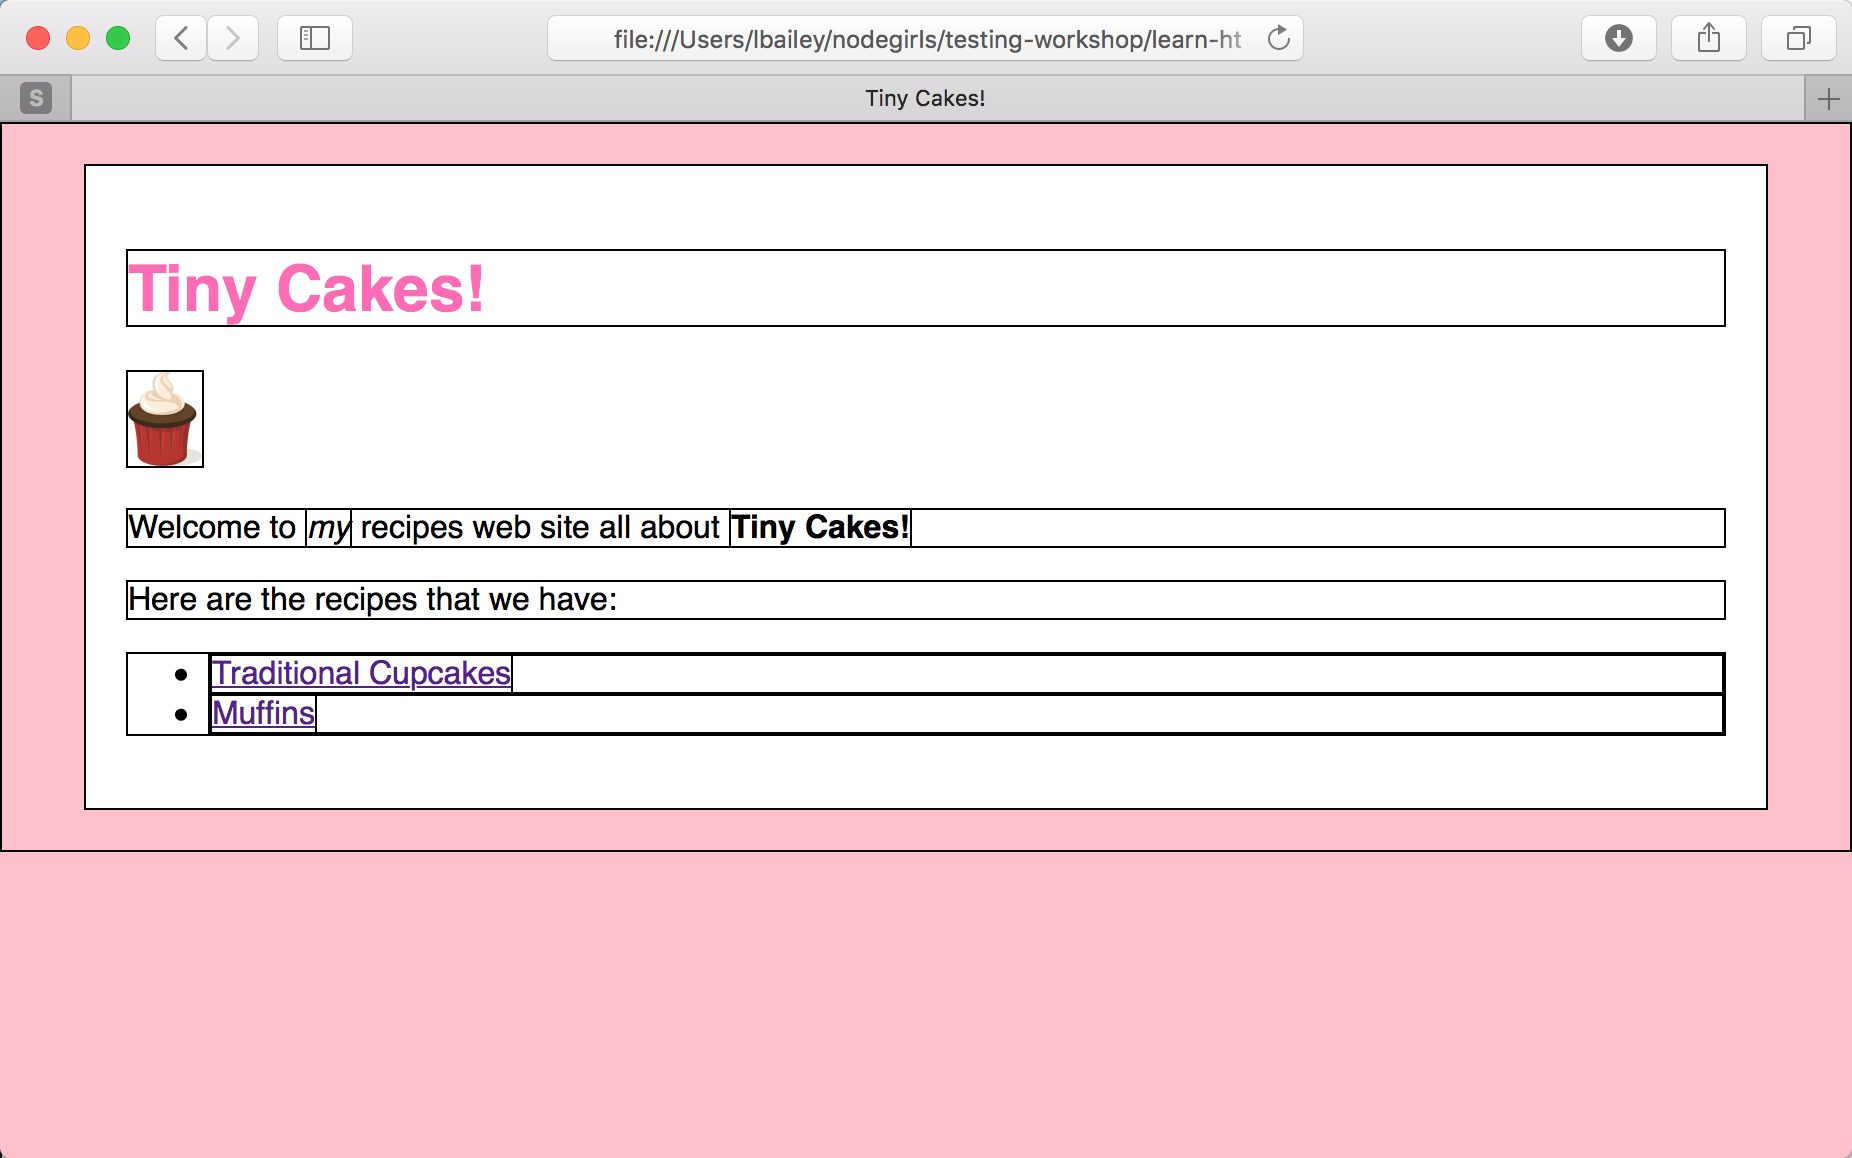 file:///Users/lbailey/nodegirls/testing-workshop/learn-ht
S
Tiny Cakes!
Tiny Cakes!
Welcome to my recipes web site all about Tiny Cakes!
Here are the recipes that we have:
• Traditional Cupcakes
• Muffins